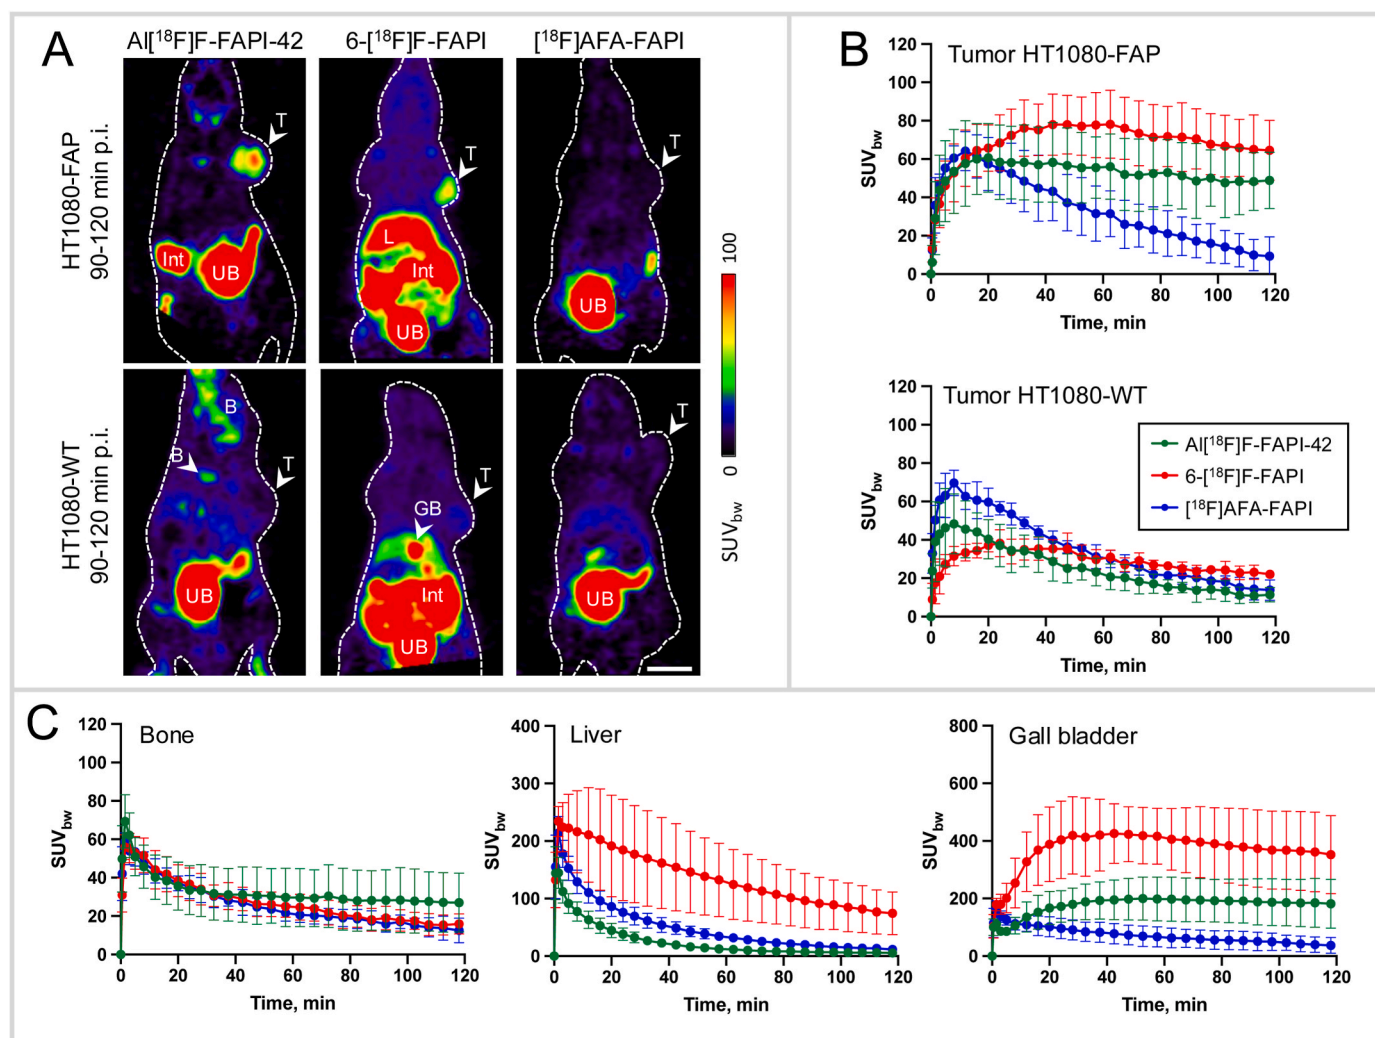 A
Al[¹⁸F]F-FAPI-42
6-[¹⁸F]F-FAPI
[¹⁸F]AFA-FAPI
HT1080-FAP
90-120 min p.i.
T
Int
UB
T
L
Int
UB
T
UB
HT1080-WT
90-120 min p.i.
B
B
T
UB
T
GB
Int
UB
T
UB
100
0
SUVbw
B
Tumor HT1080-FAP
SUVbw
120
100
80
60
40
20
0
0 20 40 60 80 100 120
Time, min
Tumor HT1080-WT
SUVbw
120
100
80
60
40
20
0
0 20 40 60 80 100 120
Time, min
Al[¹⁸F]F-FAPI-42
6-[¹⁸F]F-FAPI
[¹⁸F]AFA-FAPI
C
Bone
SUVbw
120
100
80
60
40
20
0
0 20 40 60 80 100 120
Time, min
Liver
SUVbw
400
300
200
100
0
0 20 40 60 80 100 120
Time, min
Gall bladder
SUVbw
800
600
400
200
0
0 20 40 60 80 100 120
Time, min